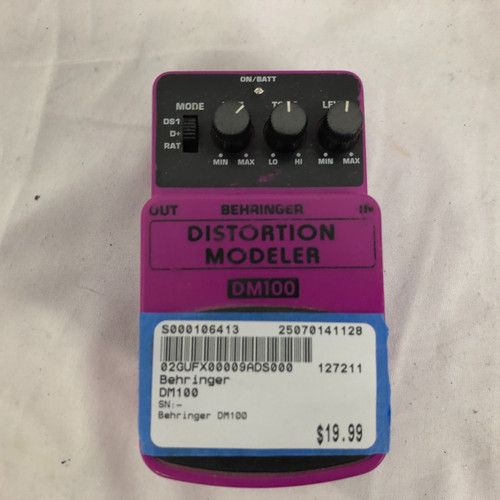 ON/BATT
MODE
DS1
D+
RAT
MIN MAX LO HI MIN MAX
OUT BEHRINGER IN
DISTORTION
MODELER
DM100
S000106413 25070141128
02GUFX00009ADS000 127211
Behringer
DM100
SN:-
Behringer DM100
$19.99